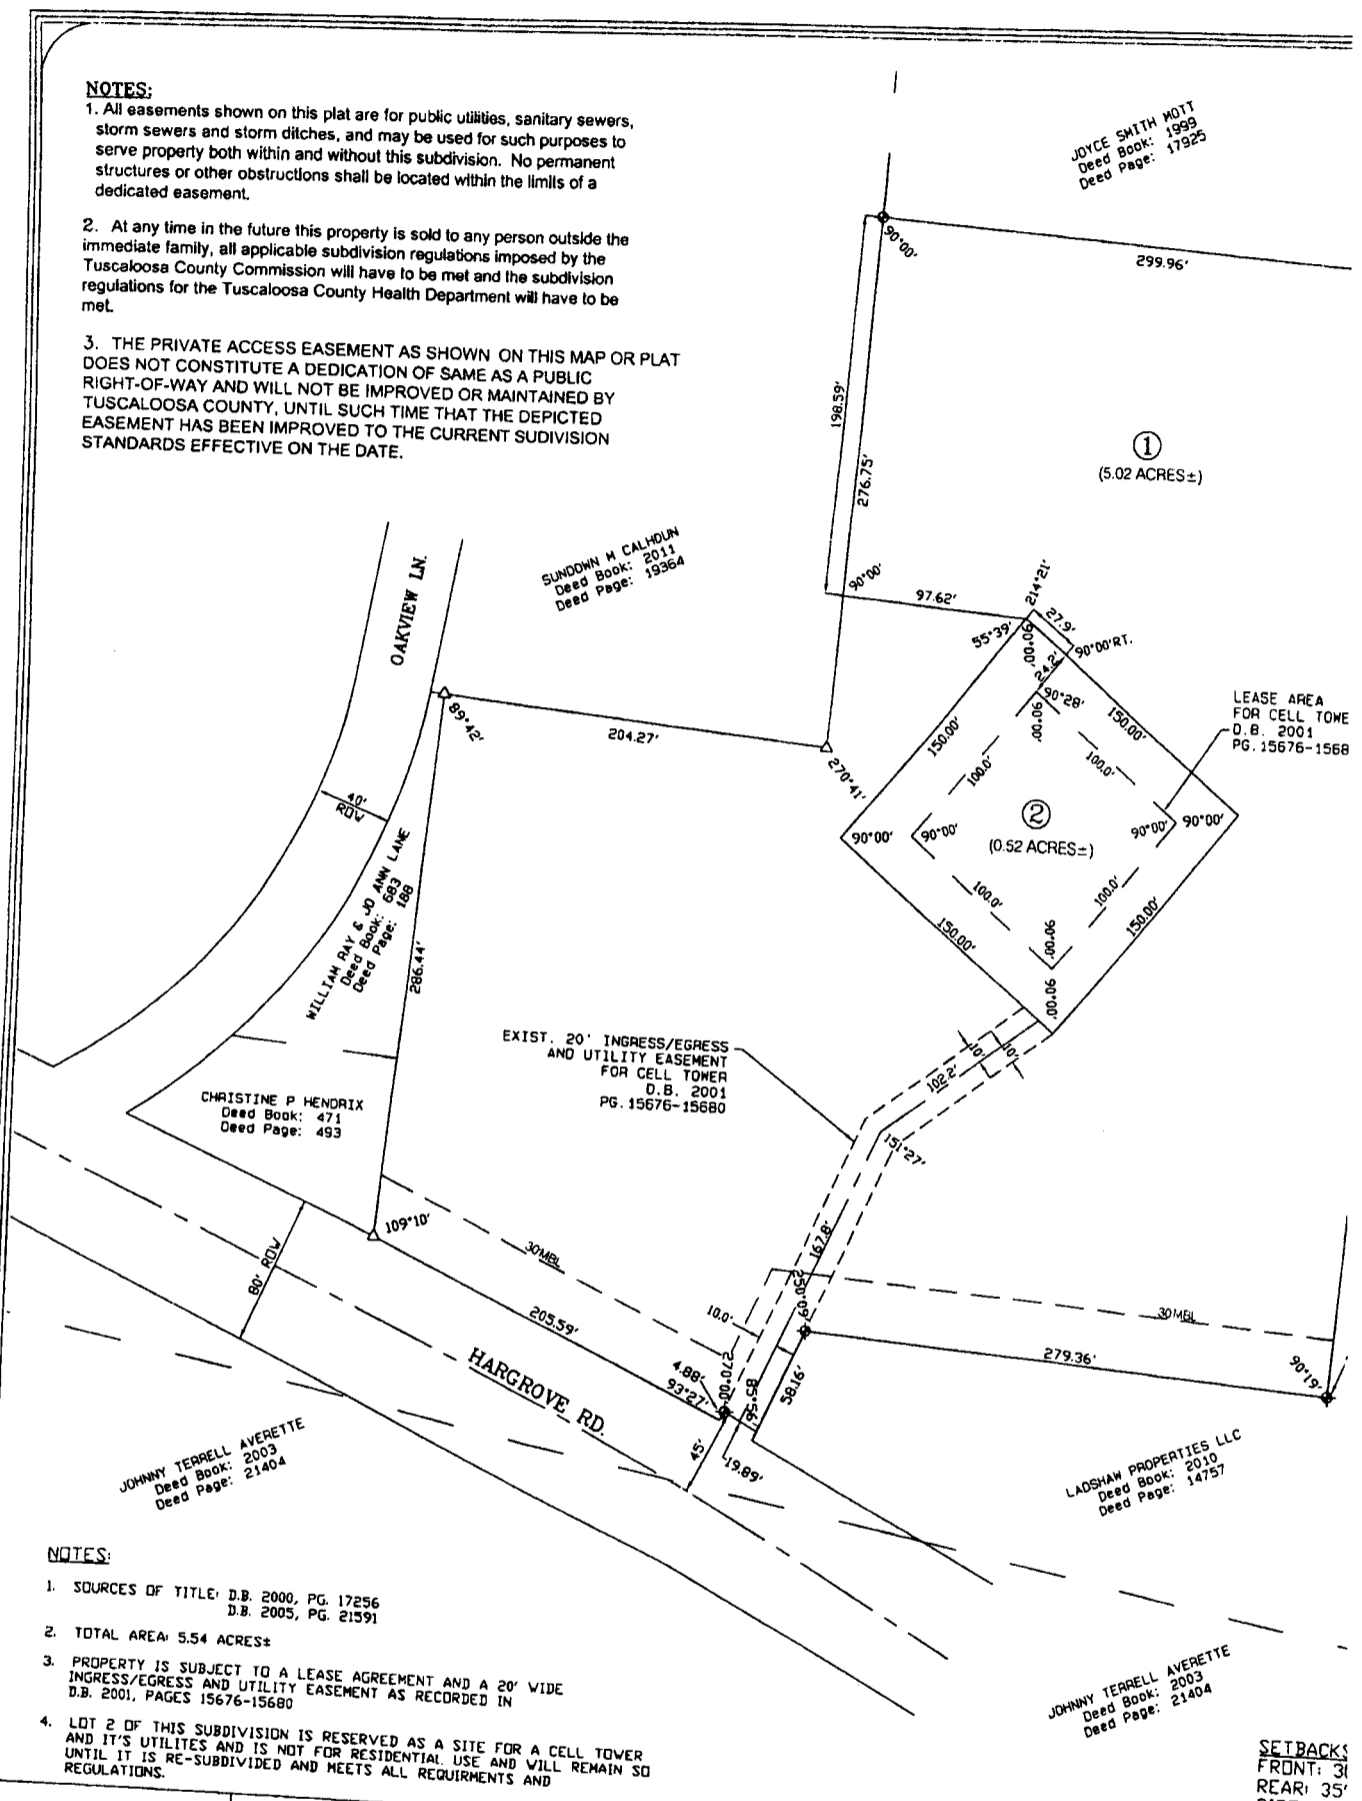 NOTES:
1. All easements shown on this plat are for public utilities, sanitary sewers,
storm sewers and storm ditches, and may be used for such purposes to
serve property both within and without this subdivision. No permanent
structures or other obstructions shall be located within the limits of a
dedicated easement.
2. At any time in the future this property is sold to any person outside the
immediate family, all applicable subdivision regulations imposed by the
Tuscaloosa County Commission will have to be met and the subdivision
regulations for the Tuscaloosa County Health Department will have to be
met.
3. THE PRIVATE ACCESS EASEMENT AS SHOWN ON THIS MAP OR PLAT
DOES NOT CONSTITUTE A DEDICATION OF SAME AS A PUBLIC
RIGHT-OF-WAY AND WILL NOT BE IMPROVED OR MAINTAINED BY
TUSCALOOSA COUNTY, UNTIL SUCH TIME THAT THE DEPICTED
EASEMENT HAS BEEN IMPROVED TO THE CURRENT SUDIVISION
STANDARDS EFFECTIVE ON THE DATE.
JOYCE SMITH MOTT
Deed Book: 1999
Deed Page: 17925
90°00'
299.96'
198.59'
276.75'
1
(5.02 ACRES±)
SUNDOWN M CALHOUN
Deed Book: 2011
Deed Page: 19364
OAKVIEW LN.
90°00'
97.62'
214°21'
55°39'
27.9'
90°00'
90°00'RT.
24.2'
90°28'
90°00'
150.00'
150.00'
LEASE AREA
FOR CELL TOWE
D.B. 2001
PG.15676-1568
89°42'
204.27'
270°41'
100.0'
100.0'
2
(0.52 ACRES±)
90°00'
90°00'
90°00'
90°00'
100.0'
100.0'
150.00'
150.00'
90°00'
90°00'
40'
ROW
WILLIAM RAY & JO ANN LANE
Deed Book: 683
Deed Page: 188
286.44'
EXIST. 20' INGRESS/EGRESS
AND UTILITY EASEMENT
FOR CELL TOWER
D.B. 2001
PG.15676-15680
10'
10'
102.2'
151°27'
CHRISTINE P HENDRIX
Deed Book: 471
Deed Page: 493
109°10'
80' ROW
30'MBL
167.8'
250°09'
30'MBL
10.0'
205.59'
279.36'
90°19'
HARGROVE RD.
4.88'
93°27'
270°00'
85°56'
58.16'
45'
19.89'
JOHNNY TERRELL AVERETTE
Deed Book: 2003
Deed Page: 21404
LADSHAW PROPERTIES LLC
Deed Book: 2010
Deed Page: 14757
NOTES:
1. SOURCES OF TITLE: D.B. 2000, PG. 17256
D.B. 2005, PG. 21591
2. TOTAL AREA: 5.54 ACRES±
3. PROPERTY IS SUBJECT TO A LEASE AGREEMENT AND A 20' WIDE
INGRESS/EGRESS AND UTILITY EASEMENT AS RECORDED IN
D.B. 2001, PAGES 15676-15680
4. LOT 2 OF THIS SUBDIVISION IS RESERVED AS A SITE FOR A CELL TOWER
AND IT'S UTILITES AND IS NOT FOR RESIDENTIAL USE AND WILL REMAIN SO
UNTIL IT IS RE-SUBDIVIDED AND MEETS ALL REQUIRMENTS AND
REGULATIONS.
JOHNNY TERRELL AVERETTE
Deed Book: 2003
Deed Page: 21404
SETBACKS
FRONT: 30
REAR: 35'